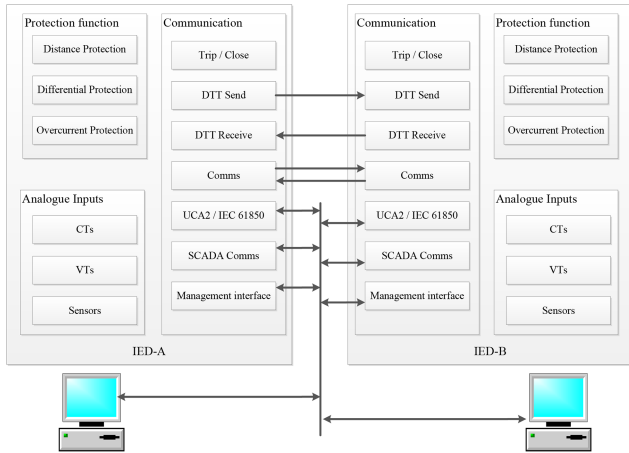 Protection function
Distance Protection
Differential Protection
Overcurrent Protection
Analogue Inputs
CTs
VTs
Sensors
Communication
Trip / Close
DTT Send
DTT Receive
Comms
UCA2 / IEC 61850
SCADA Comms
Management interface
IED-A
Communication
Trip / Close
DTT Send
DTT Receive
Comms
UCA2 / IEC 61850
SCADA Comms
Management interface
Protection function
Distance Protection
Differential Protection
Overcurrent Protection
Analogue Inputs
CTs
VTs
Sensors
IED-B